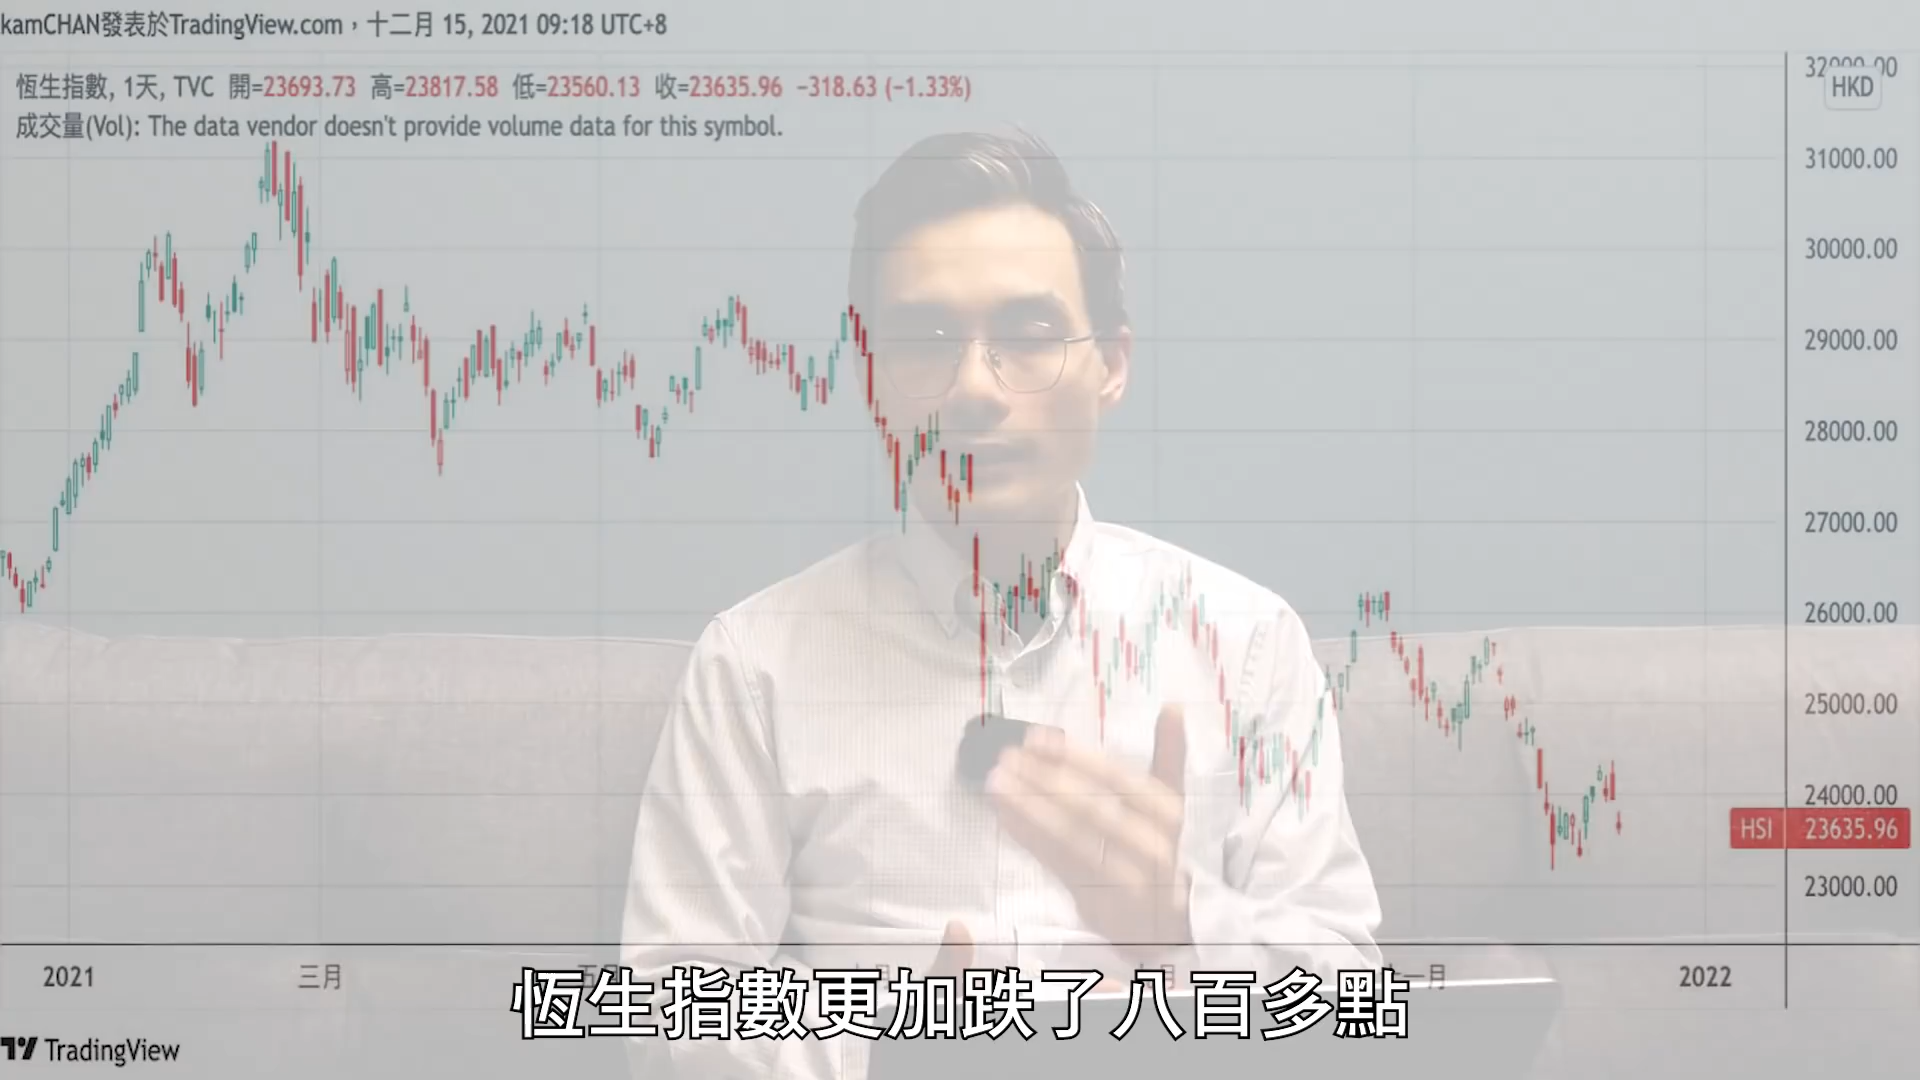 kamCHAN發表於TradingView.com，十二月 15, 2021 09:18 UTC+8
恆生指數, 1天, TVC 開=23693.73 高=23817.58 低=23560.13 收=23635.96 −318.63 (−1.33%)
成交量(Vol): The data vendor doesn't provide volume data for this symbol.
HKD
31000.00
30000.00
29000.00
28000.00
27000.00
26000.00
25000.00
24000.00
HSI 23635.96
23000.00
2021 三月 2022
恆生指數更加跌了八百多點
TradingView